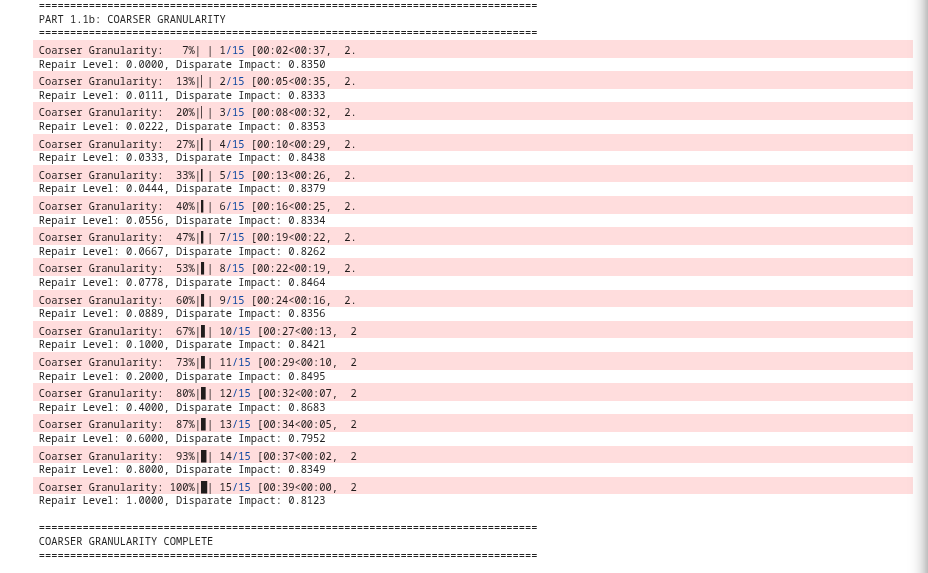 ================================================================================
PART 1.1b: COARSER GRANULARITY
================================================================================
Coarser Granularity:   7%| | 1/15 [00:02<00:37,  2.
Repair Level: 0.0000, Disparate Impact: 0.8350
Coarser Granularity:  13%|▏| 2/15 [00:05<00:35,  2.
Repair Level: 0.0111, Disparate Impact: 0.8333
Coarser Granularity:  20%|▏| 3/15 [00:08<00:32,  2.
Repair Level: 0.0222, Disparate Impact: 0.8353
Coarser Granularity:  27%|▎| 4/15 [00:10<00:29,  2.
Repair Level: 0.0333, Disparate Impact: 0.8438
Coarser Granularity:  33%|▎| 5/15 [00:13<00:26,  2.
Repair Level: 0.0444, Disparate Impact: 0.8379
Coarser Granularity:  40%|▍| 6/15 [00:16<00:25,  2.
Repair Level: 0.0556, Disparate Impact: 0.8334
Coarser Granularity:  47%|▍| 7/15 [00:19<00:22,  2.
Repair Level: 0.0667, Disparate Impact: 0.8262
Coarser Granularity:  53%|▌| 8/15 [00:22<00:19,  2.
Repair Level: 0.0778, Disparate Impact: 0.8464
Coarser Granularity:  60%|▌| 9/15 [00:24<00:16,  2.
Repair Level: 0.0889, Disparate Impact: 0.8356
Coarser Granularity:  67%|▋| 10/15 [00:27<00:13,  2
Repair Level: 0.1000, Disparate Impact: 0.8421
Coarser Granularity:  73%|▋| 11/15 [00:29<00:10,  2
Repair Level: 0.2000, Disparate Impact: 0.8495
Coarser Granularity:  80%|▊| 12/15 [00:32<00:07,  2
Repair Level: 0.4000, Disparate Impact: 0.8683
Coarser Granularity:  87%|▊| 13/15 [00:34<00:05,  2
Repair Level: 0.6000, Disparate Impact: 0.7952
Coarser Granularity:  93%|▉| 14/15 [00:37<00:02,  2
Repair Level: 0.8000, Disparate Impact: 0.8349
Coarser Granularity: 100%|█| 15/15 [00:39<00:00,  2
Repair Level: 1.0000, Disparate Impact: 0.8123
================================================================================
COARSER GRANULARITY COMPLETE
================================================================================